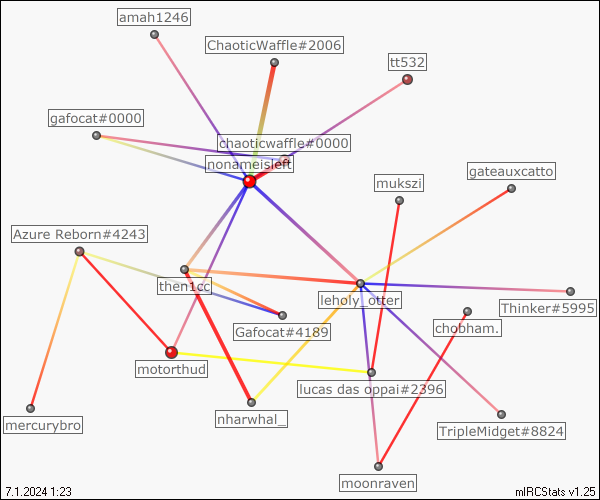 amah1246
ChaoticWaffle#2006
tt532
gafocat#0000
chaoticwaffle#0000
nonameisleft
gateauxcatto
mukszi
Azure Reborn#4243
then1cc
leholy_otter
Thinker#5995
chobham.
Gafocat#4189
motorthud
lucas das oppai#2396
mercurybro
nharwhal_
TripleMidget#8824
moonraven
7.1.2024 1:23
mIRCStats v1.25